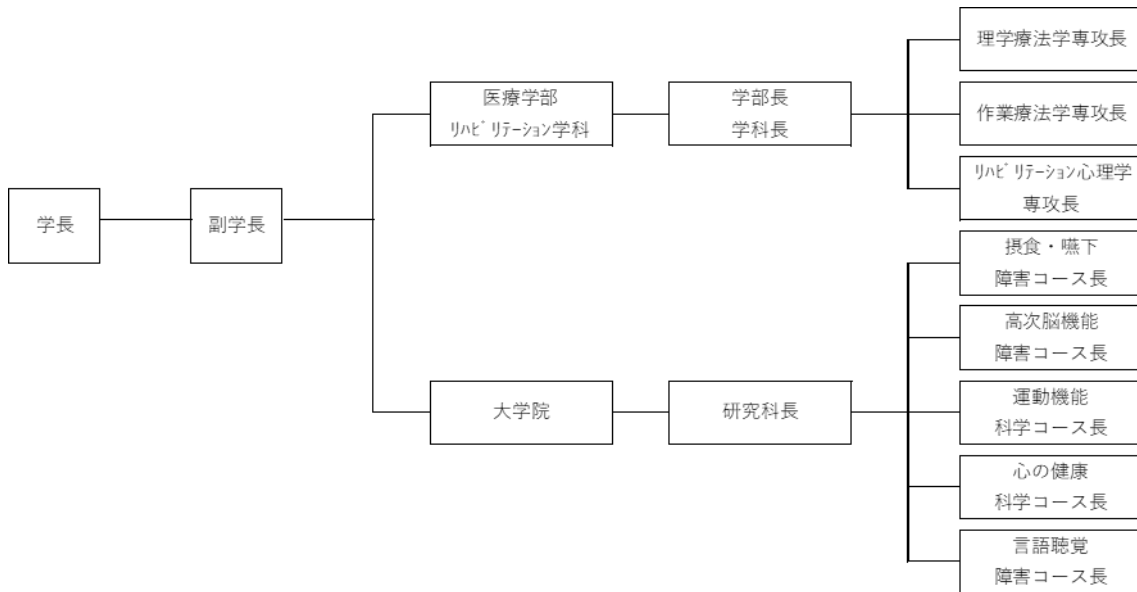 学長
副学長
医療学部
ﾘﾊﾋﾞﾘﾃｰｼｮﾝ学科
学部長
学科長
理学療法学専攻長
作業療法学専攻長
ﾘﾊﾋﾞﾘﾃｰｼｮﾝ心理学
専攻長
大学院
研究科長
摂食・嚥下
障害コース長
高次脳機能
障害コース長
運動機能
科学コース長
心の健康
科学コース長
言語聴覚
障害コース長